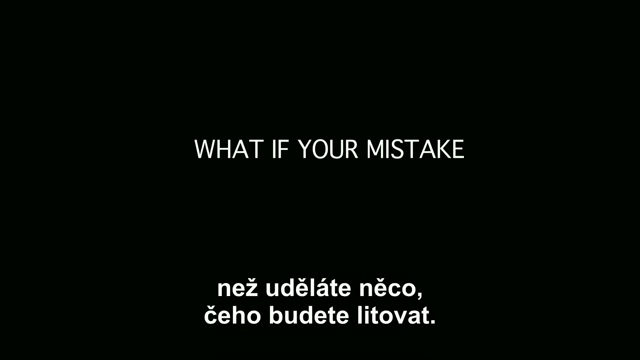 WHAT IF YOUR MISTAKE
než uděláte něco,
čeho budete litovat.